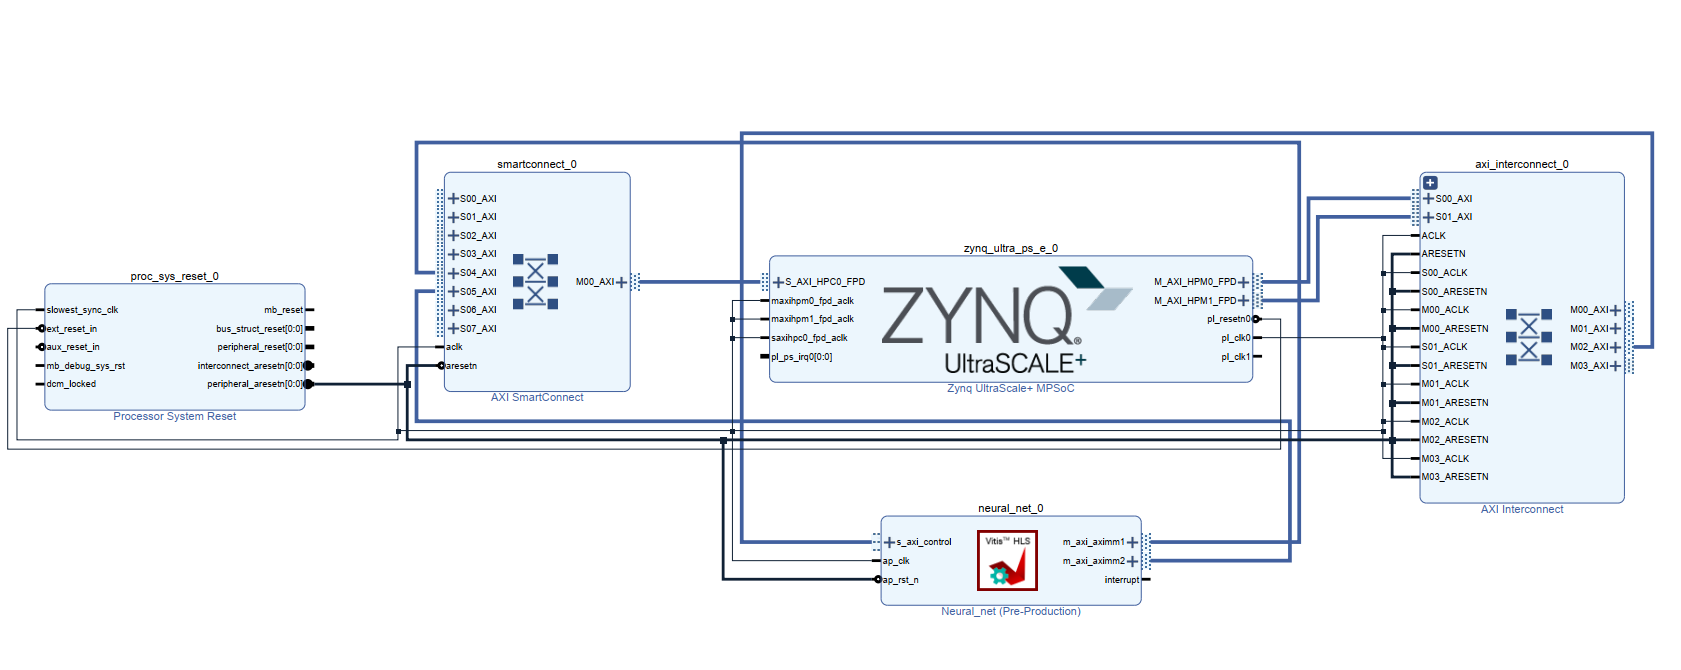 proc_sys_reset_0
slowest_sync_clk
ext_reset_in
aux_reset_in
mb_debug_sys_rst
dcm_locked
mb_reset
bus_struct_reset[0:0]
peripheral_reset[0:0]
interconnect_aresetn[0:0]
peripheral_aresetn[0:0]
Processor System Reset
smartconnect_0
S00_AXI
S01_AXI
S02_AXI
S03_AXI
S04_AXI
S05_AXI
S06_AXI
S07_AXI
aclk
aresetn
M00_AXI
AXI SmartConnect
zynq_ultra_ps_e_0
S_AXI_HPC0_FPD
maxihpm0_fpd_aclk
maxihpm1_fpd_aclk
saxihpc0_fpd_aclk
pl_ps_irq0[0:0]
ZYNQ®
UltraSCALE+
M_AXI_HPM0_FPD
M_AXI_HPM1_FPD
pl_resetn0
pl_clk0
pl_clk1
Zynq UltraScale+ MPSoC
neural_net_0
s_axi_control
ap_clk
ap_rst_n
Vitis™ HLS
m_axi_aximm1
m_axi_aximm2
interrupt
Neural_net (Pre-Production)
axi_interconnect_0
S00_AXI
S01_AXI
ACLK
ARESETN
S00_ACLK
S00_ARESETN
M00_ACLK
M00_ARESETN
S01_ACLK
S01_ARESETN
M01_ACLK
M01_ARESETN
M02_ACLK
M02_ARESETN
M03_ACLK
M03_ARESETN
M00_AXI
M01_AXI
M02_AXI
M03_AXI
AXI Interconnect